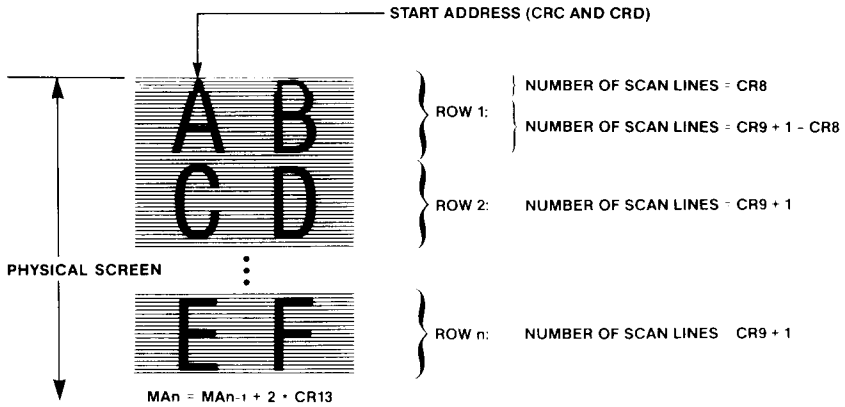 START ADDRESS (CRC AND CRD)
A B
ROW 1:
NUMBER OF SCAN LINES = CR8
NUMBER OF SCAN LINES = CR9 + 1 - CR8
C D
ROW 2: NUMBER OF SCAN LINES = CR9 + 1
PHYSICAL SCREEN
E F
ROW n: NUMBER OF SCAN LINES CR9 + 1
MAn = MAn-1 + 2 * CR13